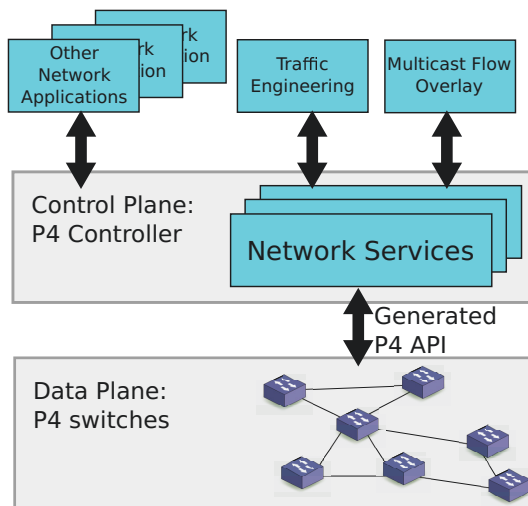 Other
Network
Applications
Traffic
Engineering
Multicast Flow
Overlay
Control Plane:
P4 Controller
Network Services
Generated
P4 API
Data Plane:
P4 switches